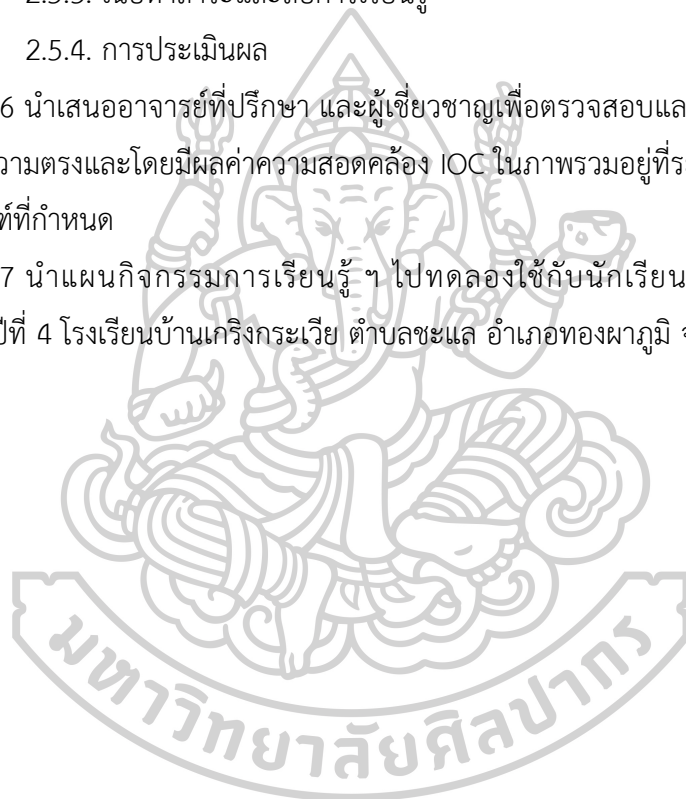 2.5.4. การประเมินผล
6 นำเสนออาจารย์ที่ปรึกษา และผู้เชี่ยวชาญเพื่อตรวจสอบและ
วามตรงและโดยมีผลค่าความสอดคล้อง IOC ในภาพรวมอยู่ที่ระ
ฑ์ที่กำหนด
7 นำแผนกิจกรรมการเรียนรู้ ฯ ไปทดลองใช้กับนักเรียน
ปีที่ 4 โรงเรียนบ้านเกริงกระเวีย ตำบลชะแล อำเภอทองผาภูมิ จ
มหาวิทยาลัยศิลปากร